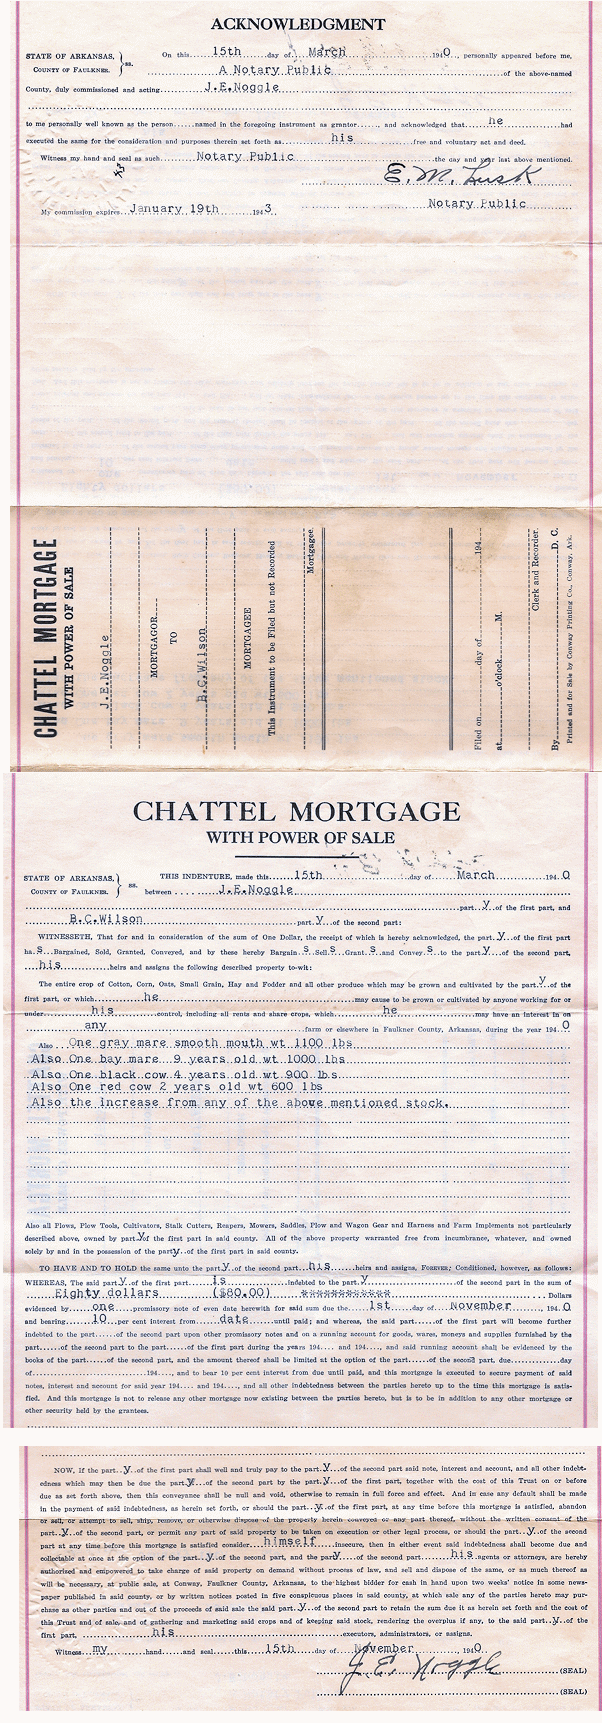 ACKNOWLEDGMENT
STATE OF ARKANSAS, } ss. On this 15th day of March 1940, personally appeared before me,
COUNTY OF FAULKNER. A Notary Public of the above-named
County, duly commissioned and acting J.E.Noggle
to me personally well known as the person.....named in the foregoing instrument as grantor....., and acknowledged that he had
executed the same for the consideration and purposes therein set forth as his free and voluntary act and deed.
Witness my hand and seal as such Notary Public the day and year last above mentioned.
E. M. Lusk
Notary Public
My commission expires January 19th 1943
CHATTEL MORTGAGE
WITH POWER OF SALE
J.E.Noggle
MORTGAGOR
TO
B.C.Wilson
MORTGAGEE
This Instrument to be Filed but not Recorded
Mortgagee.
Filed on.....day of.....194....
at.....o'clock.....M.
Clerk and Recorder.
By.....D. C.
Printed and for Sale by Conway Printing Co., Conway, Ark.
CHATTEL MORTGAGE
WITH POWER OF SALE
STATE OF ARKANSAS, } ss. THIS INDENTURE, made this 15th day of March 1940
COUNTY OF FAULKNER. between J.E.Noggle
party of the first part, and
B.C.Wilson party of the second part:
WITNESSETH, That for and in consideration of the sum of One Dollar, the receipt of which is hereby acknowledged, the party of the first part
has Bargained, Sold, Granted, Conveyed, and by these hereby Bargain s Sell s Grant s and Convey s to the party of the second part,
his heirs and assigns the following described property to-wit:
The entire crop of Cotton, Corn, Oats, Small Grain, Hay and Fodder and all other produce which may be grown and cultivated by the party of the
first part, or which he may cause to be grown or cultivated by anyone working for or
under his control, including all rents and share crops, which he may have an interest in on
any farm or elsewhere in Faulkner County, Arkansas, during the year 1940
Also One gray mare smooth mouth wt 1100 lbs
Also One bay mare 9 years old wt 1000 lbs
Also One black cow 4 years old wt 900 lbs
Also One red cow 2 years old wt 600 lbs
Also the increase from any of the above mentioned stock.
Also all Plows, Plow Tools, Cultivators, Stalk Cutters, Reapers, Mowers, Saddles, Plow and Wagon Gear and Harness and Farm Implements not particularly
described above, owned by party of the first part in said county. All of the above property warranted free from incumbrance, whatever, and owned
solely by and in the possession of the party of the first part in said county.
TO HAVE AND TO HOLD the same unto the party of the second part his heirs and assigns, FOREVER; Conditioned, however, as follows:
WHEREAS, The said party of the first part is indebted to the party of the second part in the sum of
Eighty dollars ($80.00) ************ Dollars
evidenced by one promissory note of even date herewith for said sum due the 1st day of November, 1940
and bearing 10 per cent interest from date until paid; and whereas, the said part.....of the first part will become further
indebted to the part.....of the second part upon other promissory notes and on a running account for goods, wares, moneys and supplies furnished by the
part.....of the second part to part.....of the first part during the years 194.... and 194...., and said running account shall be evidenced by the
books of the part.....of the second part, and the amount thereof shall be limited at the option of the part.....of the second part, due.....day
of.....194...., and to bear 10 per cent interest from due until paid, and this mortgage is executed to secure payment of said
notes, interest and account for said year 194.... and 194...., and all other indebtedness between the parties hereto up to the time this mortgage is satis-
fied. And this mortgage is not to release any other mortgage now existing between the parties hereto, but is to be in addition to any other mortgage or
other security held by the grantees.
NOW, if the party of the first part shall well and truly pay to the party of the second part said note, interest and account, and all other indebt-
edness which may then be due the party of the second part by the party of the first part, together with the cost of this Trust on or before
due as set forth above, then this conveyance shall be null and void, otherwise to remain in full force and effect. And in case any default shall be made
in the payment of said indebtedness, as herein set forth, or should the party of the first part, at any time before this mortgage is satisfied, abandon
or sell, or attempt to sell, ship, remove, or otherwise dispose of the property herein conveyed or any part thereof, without the written consent of the
party of the second part, or permit any part of said property to be taken on execution or other legal process, or should the party of the second
part at any time before this mortgage is satisfied consider himself insecure, then in either event said indebtedness shall become due and
collectable at once at the option of the party of the second part, and the party of the second part his agents or attorneys, are hereby
authorized and empowered to take charge of said property on demand without process of law, and sell and dispose of the same, or as much thereof as
will be necessary, at public sale, at Conway, Faulkner County, Arkansas, to the highest bidder for cash in hand upon two weeks' notice in some news-
paper published in said county, or by written notices posted in five conspicious places in said county, at which sale any of the parties hereto may pur-
chase as other parties and out of the proceeds of said sale the said party of the second part to retain the sum due it as herein set forth and the cost of
this Trust and of sale, and of gathering and marketing said crops and of keeping said stock, rendering the overplus if any, to the said party of the
first part, his executors, administrators, or assigns.
Witness my hand and seal this 15th day of November 1940
J. E. Noggle (SEAL)
(SEAL)